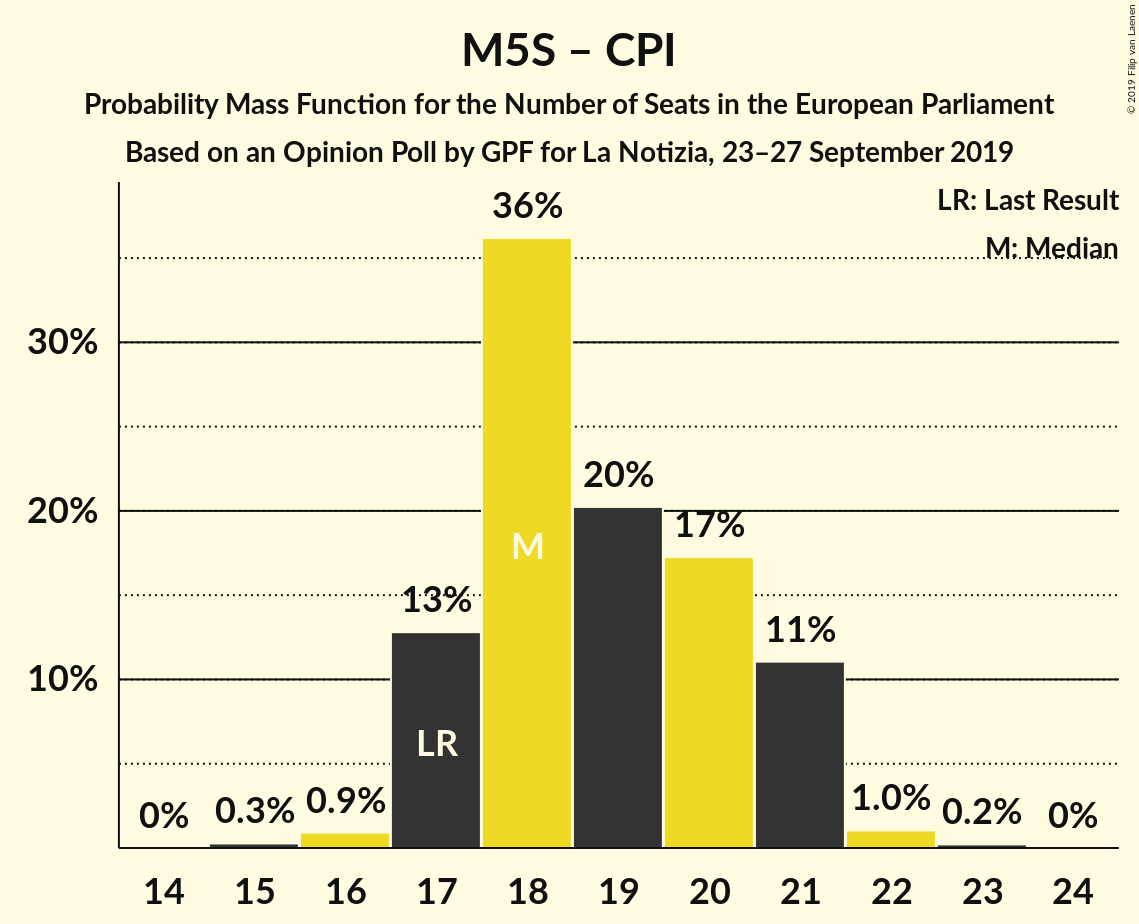 M5S – CPI
Probability Mass Function for the Number of Seats in the European Parliament
Based on an Opinion Poll by GPF for La Notizia, 23–27 September 2019
© 2019 Filip van Laenen
LR: Last Result
M: Median
36%
30%
20%
20%
17%
M
13%
11%
10%
LR
0%
0.3%
0.9%
1.0%
0.2%
0%
14 15 16 17 18 19 20 21 22 23 24